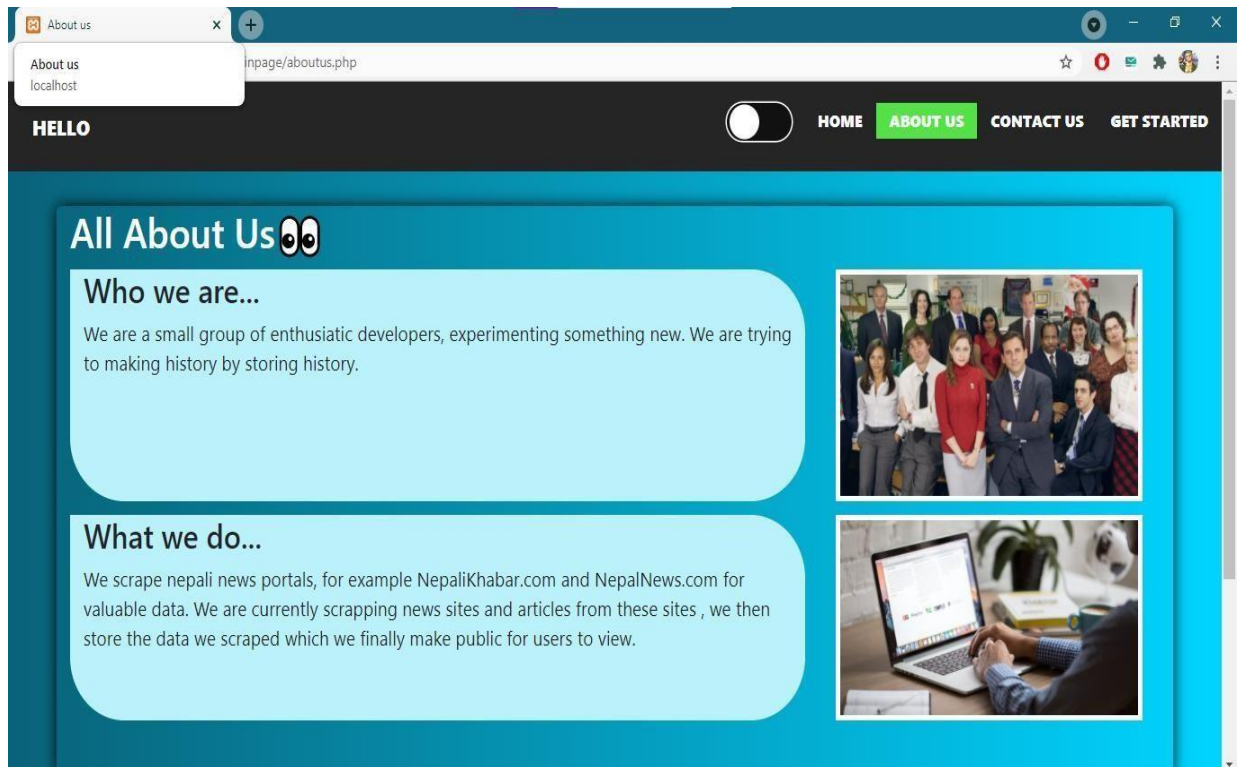 About us
About us
localhost
inpage/aboutus.php
HELLO
HOME ABOUT US CONTACT US GET STARTED
All About Us👀
Who we are...
We are a small group of enthusiatic developers, experimenting something new. We are trying
to making history by storing history.
What we do...
We scrape nepali news portals, for example NepaliKhabar.com and NepalNews.com for
valuable data. We are currently scrapping news sites and articles from these sites , we then
store the data we scraped which we finally make public for users to view.